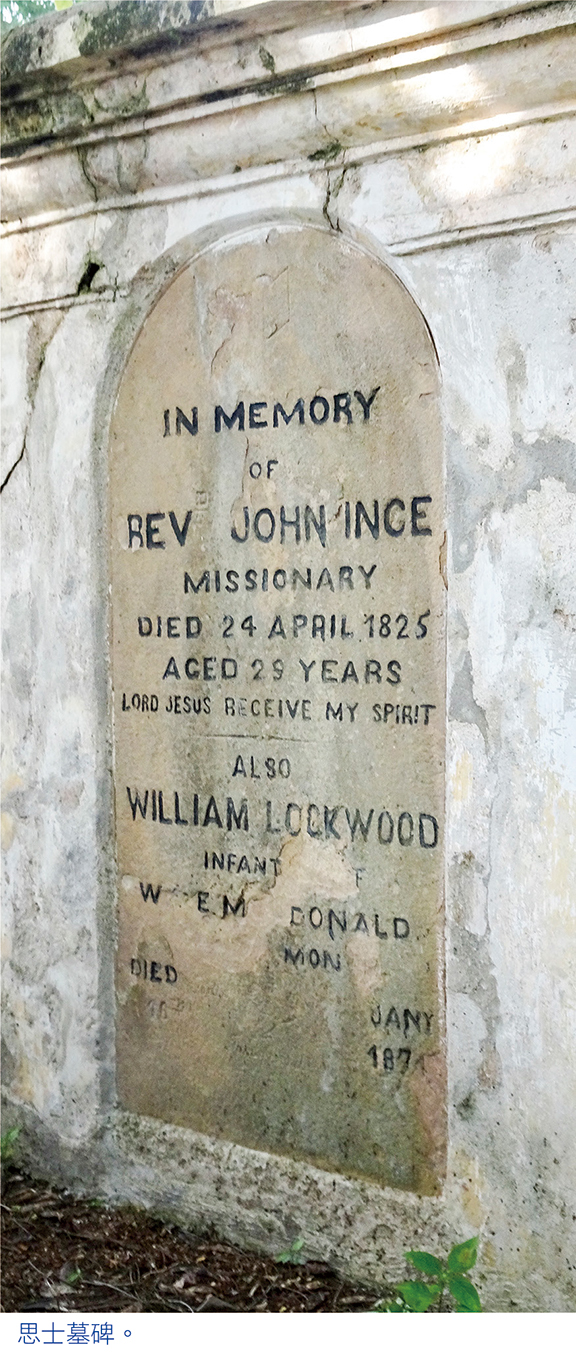 IN MEMORY
OF
REV JOHN INCE
MISSIONARY
DIED 24 APRIL 1825
AGED 29 YEARS
LORD JESUS RECEIVE MY SPIRIT
ALSO
WILLIAM LOCKWOOD
INFANT
W E M DONALD
MON
DIED
JANY
思士墓碑。